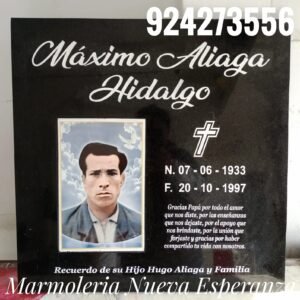 924273556
Máximo Aliaga
Hidalgo
N. 07 - 06 - 1933
F. 20 - 10 - 1997
Gracias Papá por todo el amor
que nos diste, por las enseñanzas
que nos dejaste, por el apoyo que
nos brindaste, por la unión que
forjaste y gracias por haber
compartido tu vida con nosotros.
Recuerdo de su Hijo Hugo Aliaga y Familia
Marmoleria Nueva Esperanza